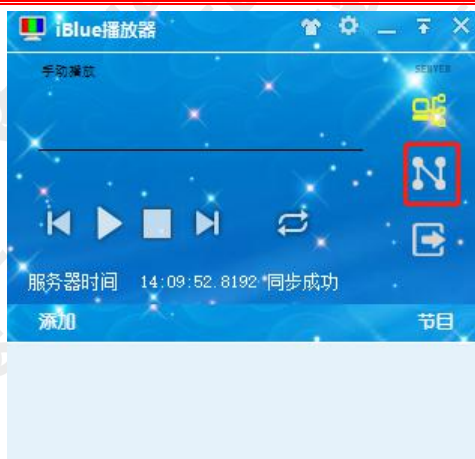 iBlue播放器
手动播放
SERVER
服务器时间 14:09:52.8192 同步成功
添加
节目